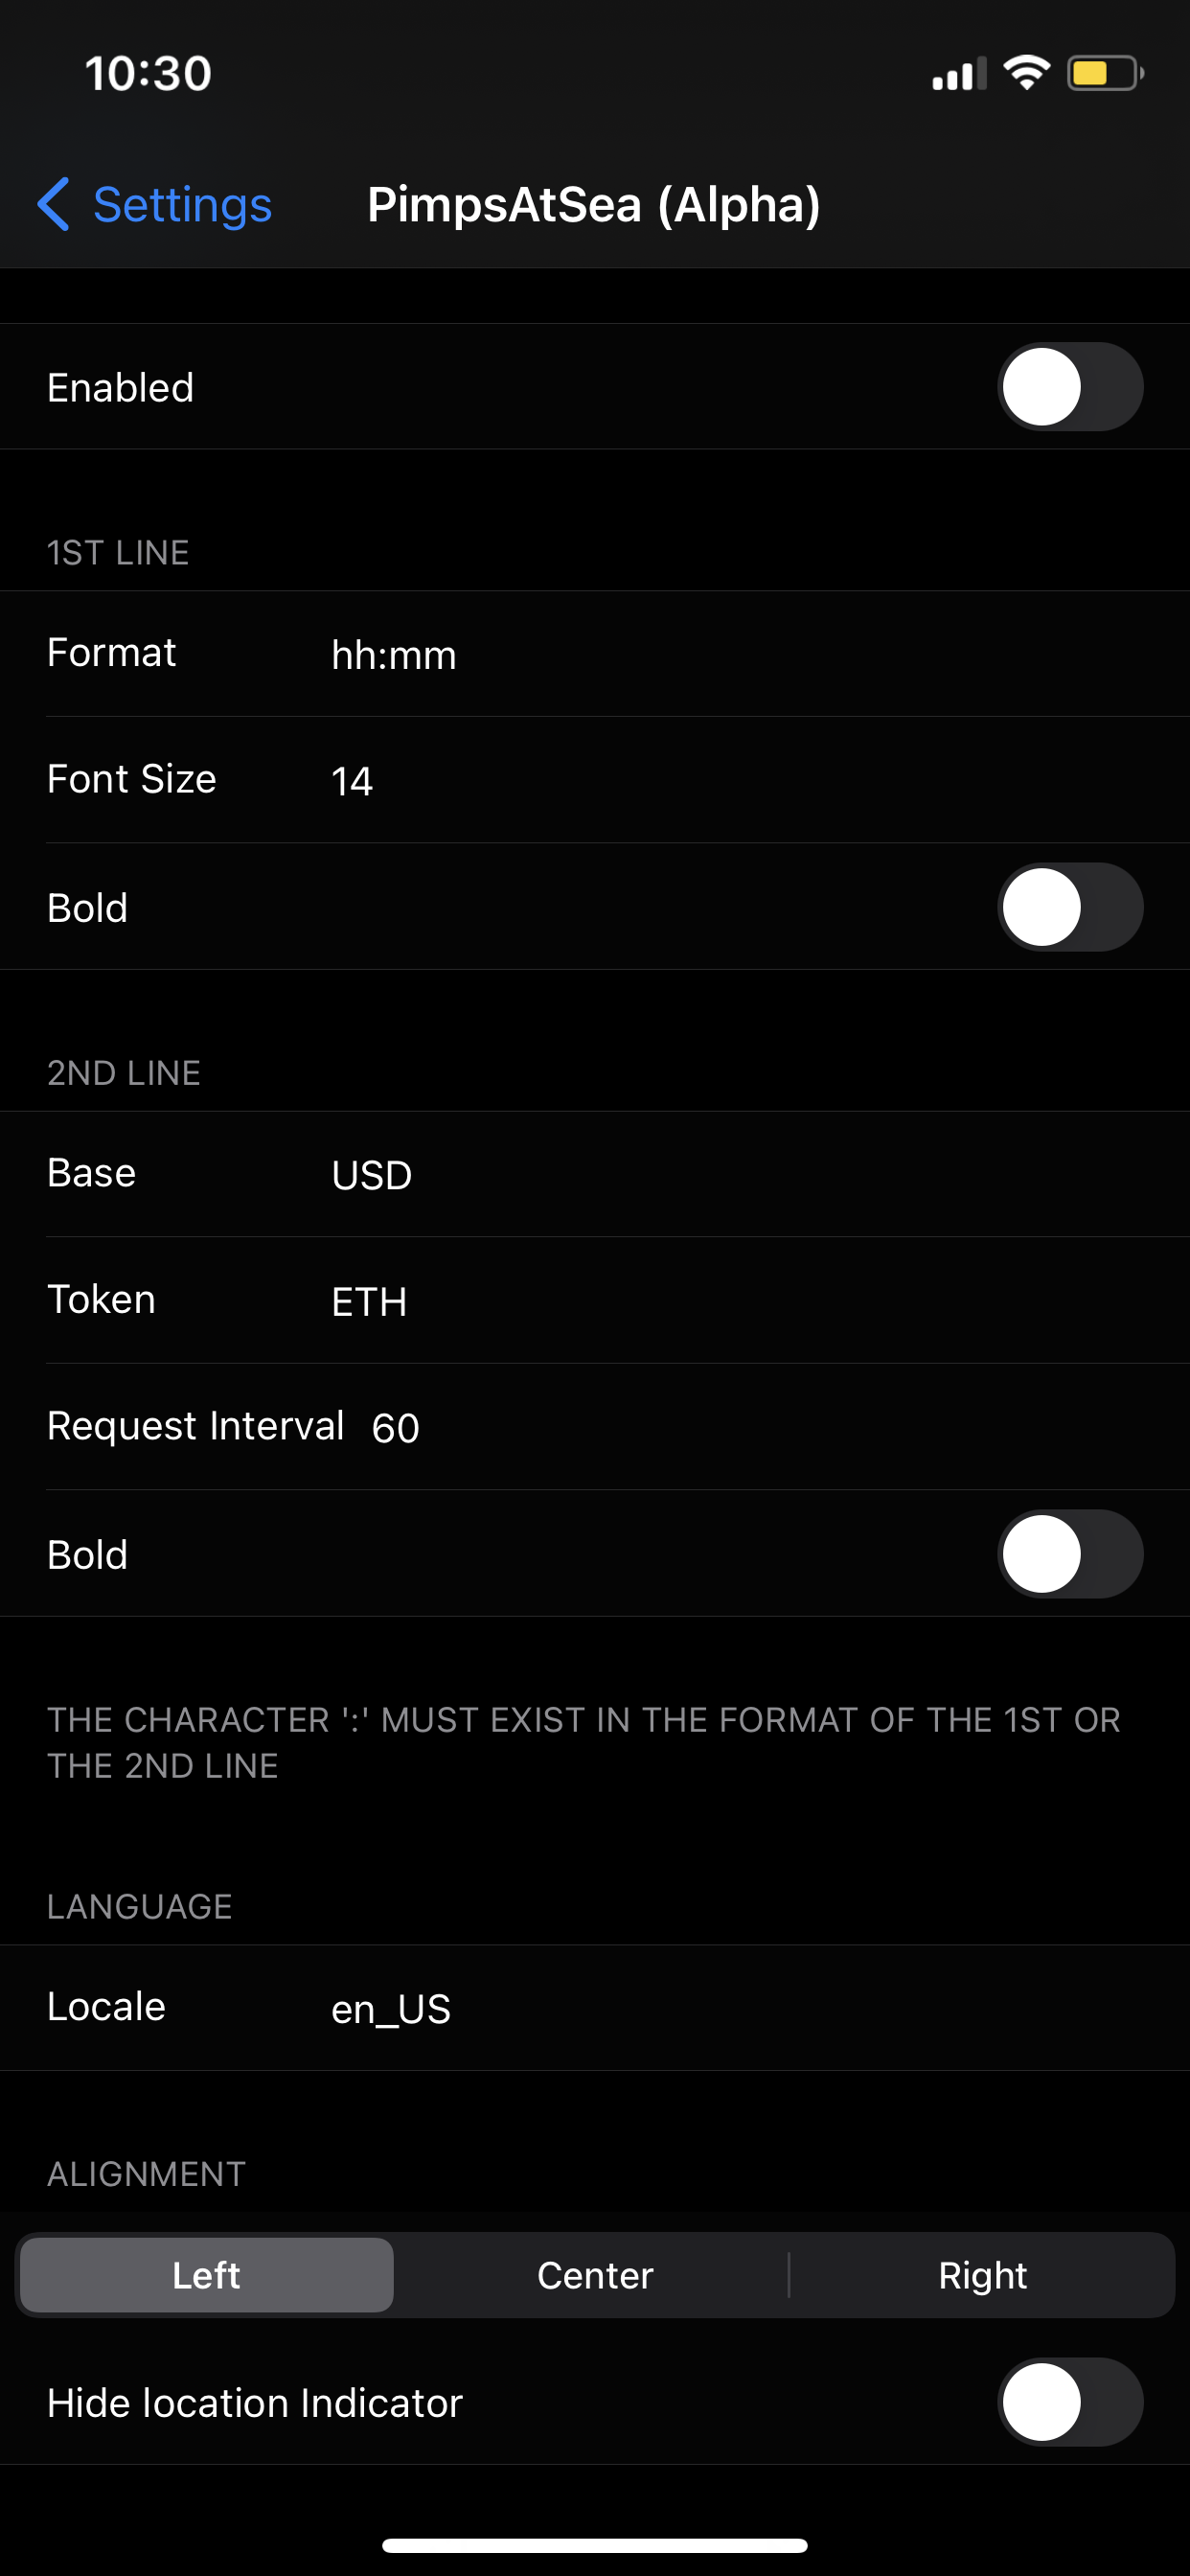 10:30
Settings
PimpsAtSea (Alpha)
Enabled
1ST LINE
Format hh:mm
Font Size 14
Bold
2ND LINE
Base USD
Token ETH
Request Interval 60
Bold
THE CHARACTER ':' MUST EXIST IN THE FORMAT OF THE 1ST OR
THE 2ND LINE
LANGUAGE
Locale en_US
ALIGNMENT
Left Center Right
Hide location Indicator